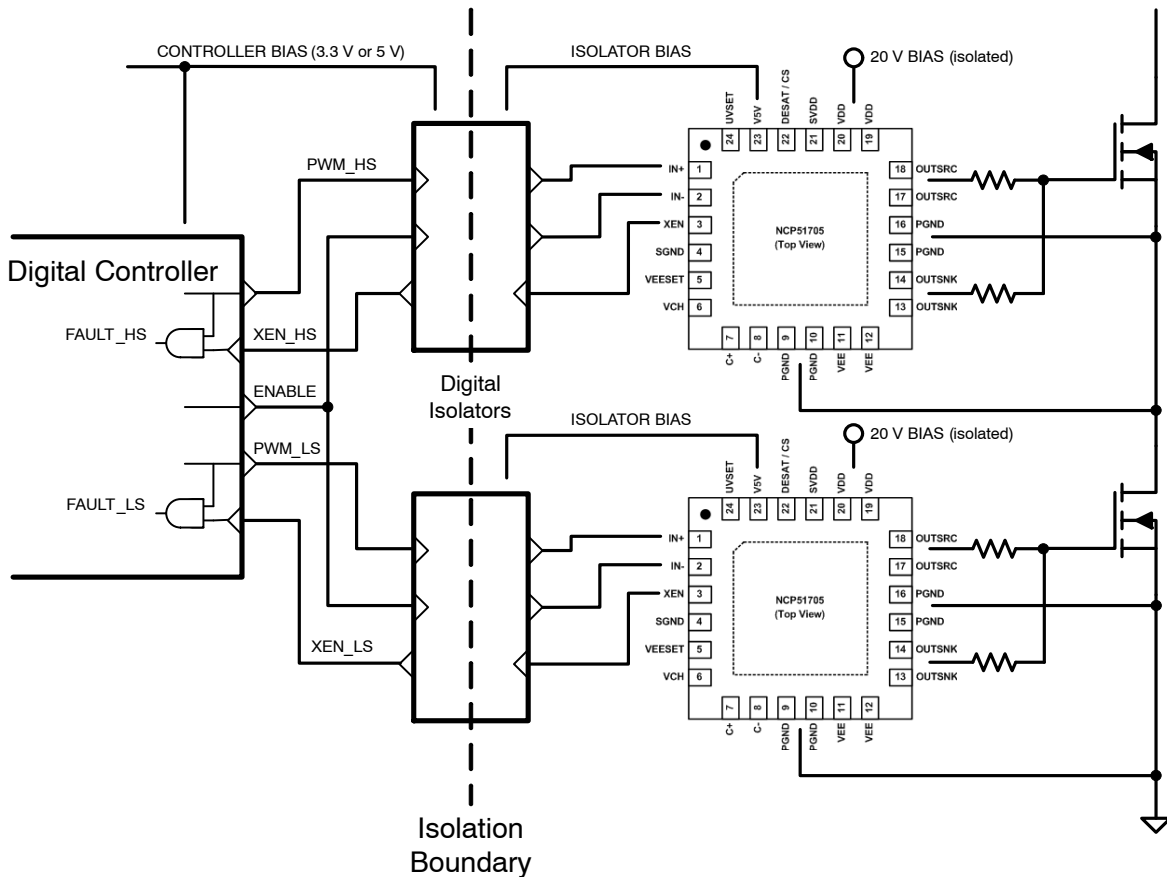 CONTROLLER BIAS (3.3 V or 5 V)
ISOLATOR BIAS
20 V BIAS (isolated)
UVSET
V5V
DESAT / CS
SVDD
VDD
VDD
24
23
22
21
20
19
PWM_HS
IN+
1
IN-
2
XEN
3
SGND
4
VEESET
5
VCH
6
NCP51705
(Top View)
18
OUTSRC
17
OUTSRC
16
PGND
15
PGND
14
OUTSNK
13
OUTSNK
7
8
9
10
11
12
C+
C-
PGND
PGND
VEE
VEE
Digital Controller
FAULT_HS
XEN_HS
ENABLE
PWM_LS
FAULT_LS
XEN_LS
Digital
Isolators
ISOLATOR BIAS
20 V BIAS (isolated)
UVSET
V5V
DESAT / CS
SVDD
VDD
VDD
24
23
22
21
20
19
IN+
1
IN-
2
XEN
3
SGND
4
VEESET
5
VCH
6
NCP51705
(Top View)
18
OUTSRC
17
OUTSRC
16
PGND
15
PGND
14
OUTSNK
13
OUTSNK
7
8
9
10
11
12
C+
C-
PGND
PGND
VEE
VEE
Isolation
Boundary